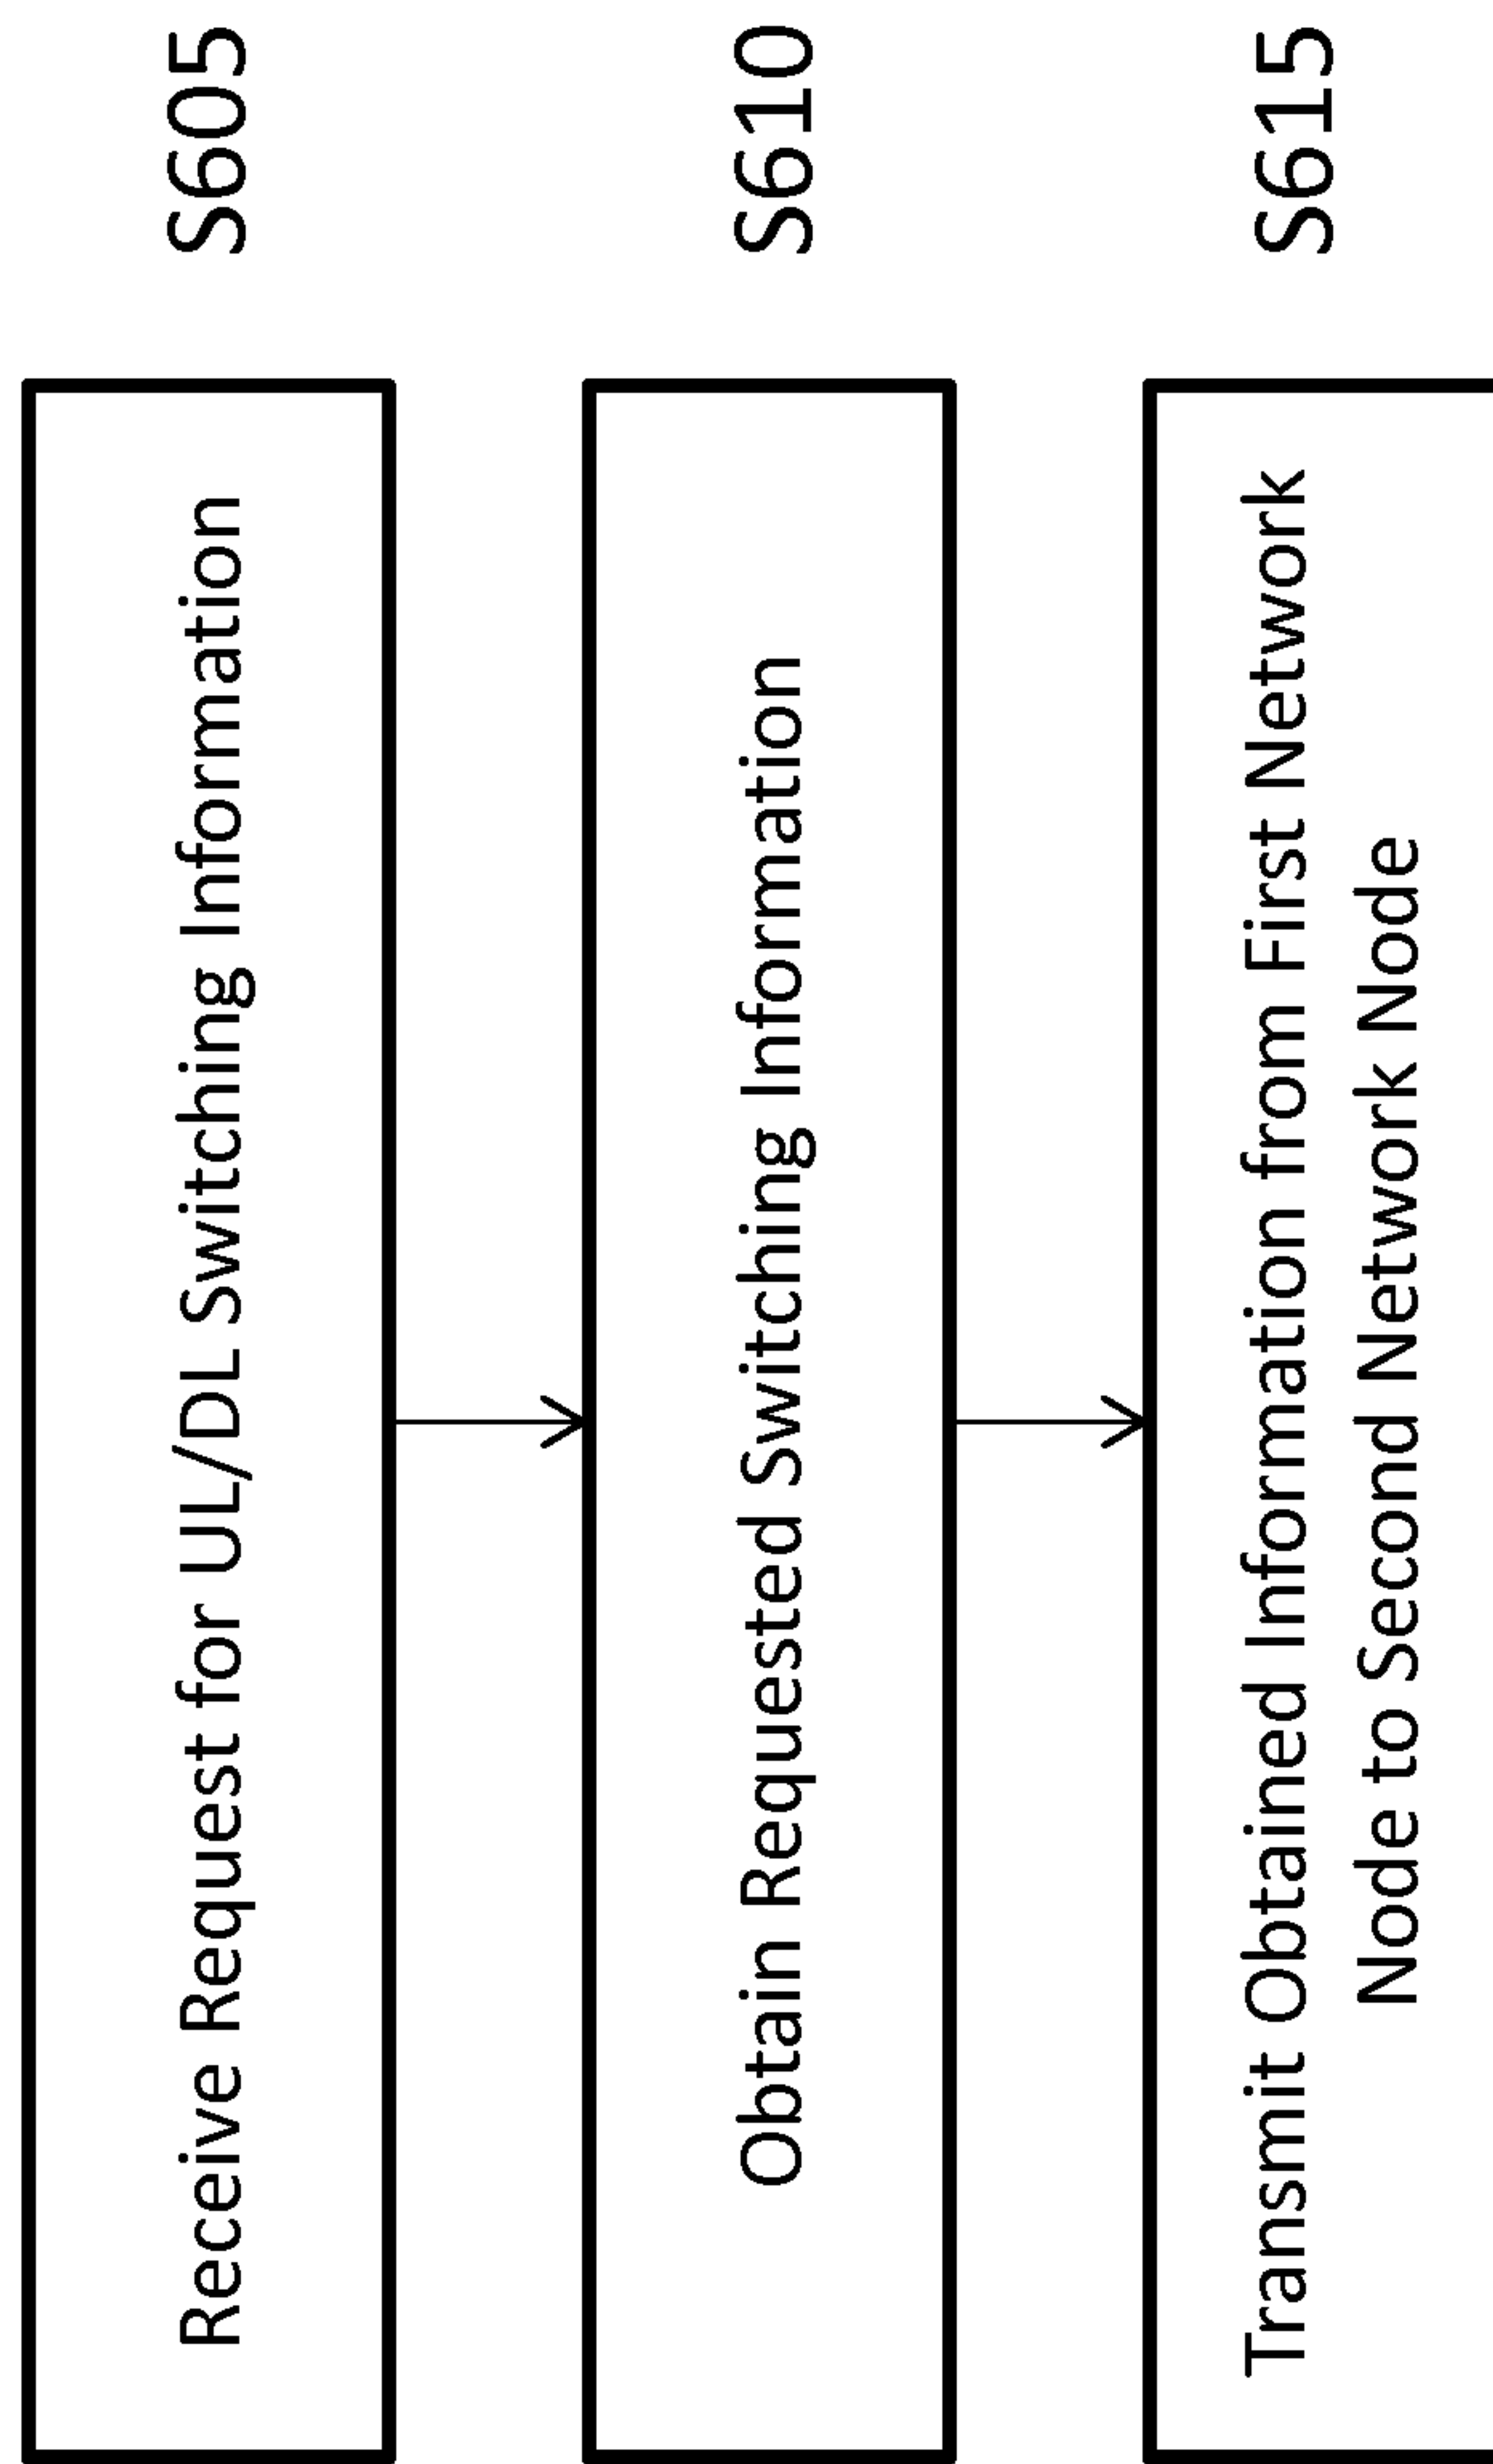 Receive Request for UL/DL Switching Information
S605
Obtain Requested Switching Information
S610
Transmit Obtained Information from First Network
Node to Second Network Node
S615